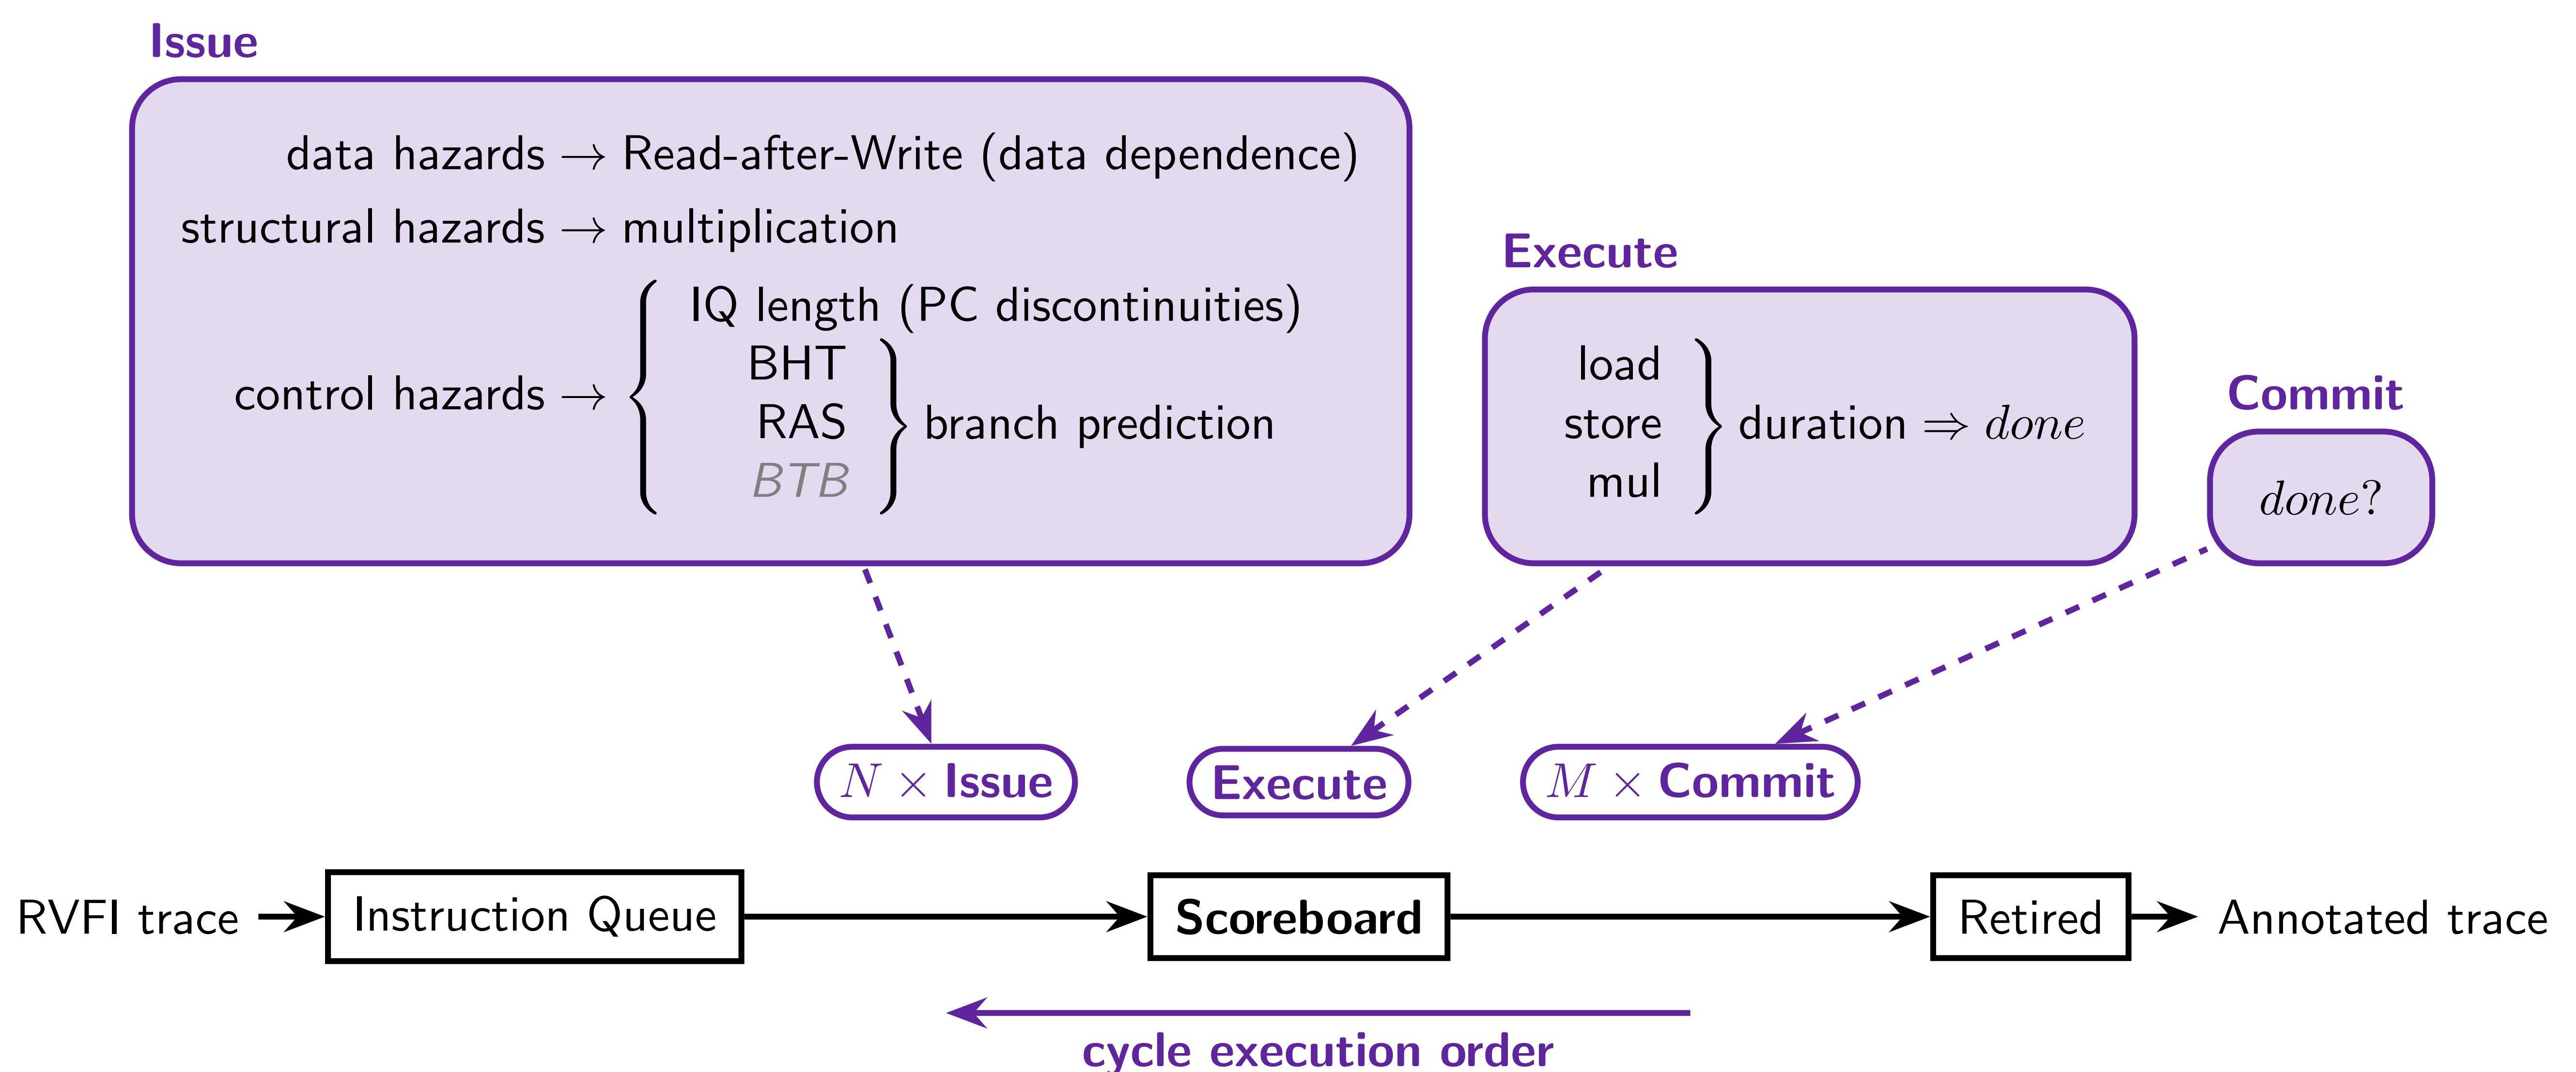 Issue
data hazards → Read-after-Write (data dependence)
structural hazards → multiplication
control hazards →
IQ length (PC discontinuities)
BHT
RAS
BTB
branch prediction
Execute
load
store
mul
duration ⇒ done
Commit
done?
N × Issue
Execute
M × Commit
RVFI trace
Instruction Queue
Scoreboard
Retired
Annotated trace
cycle execution order